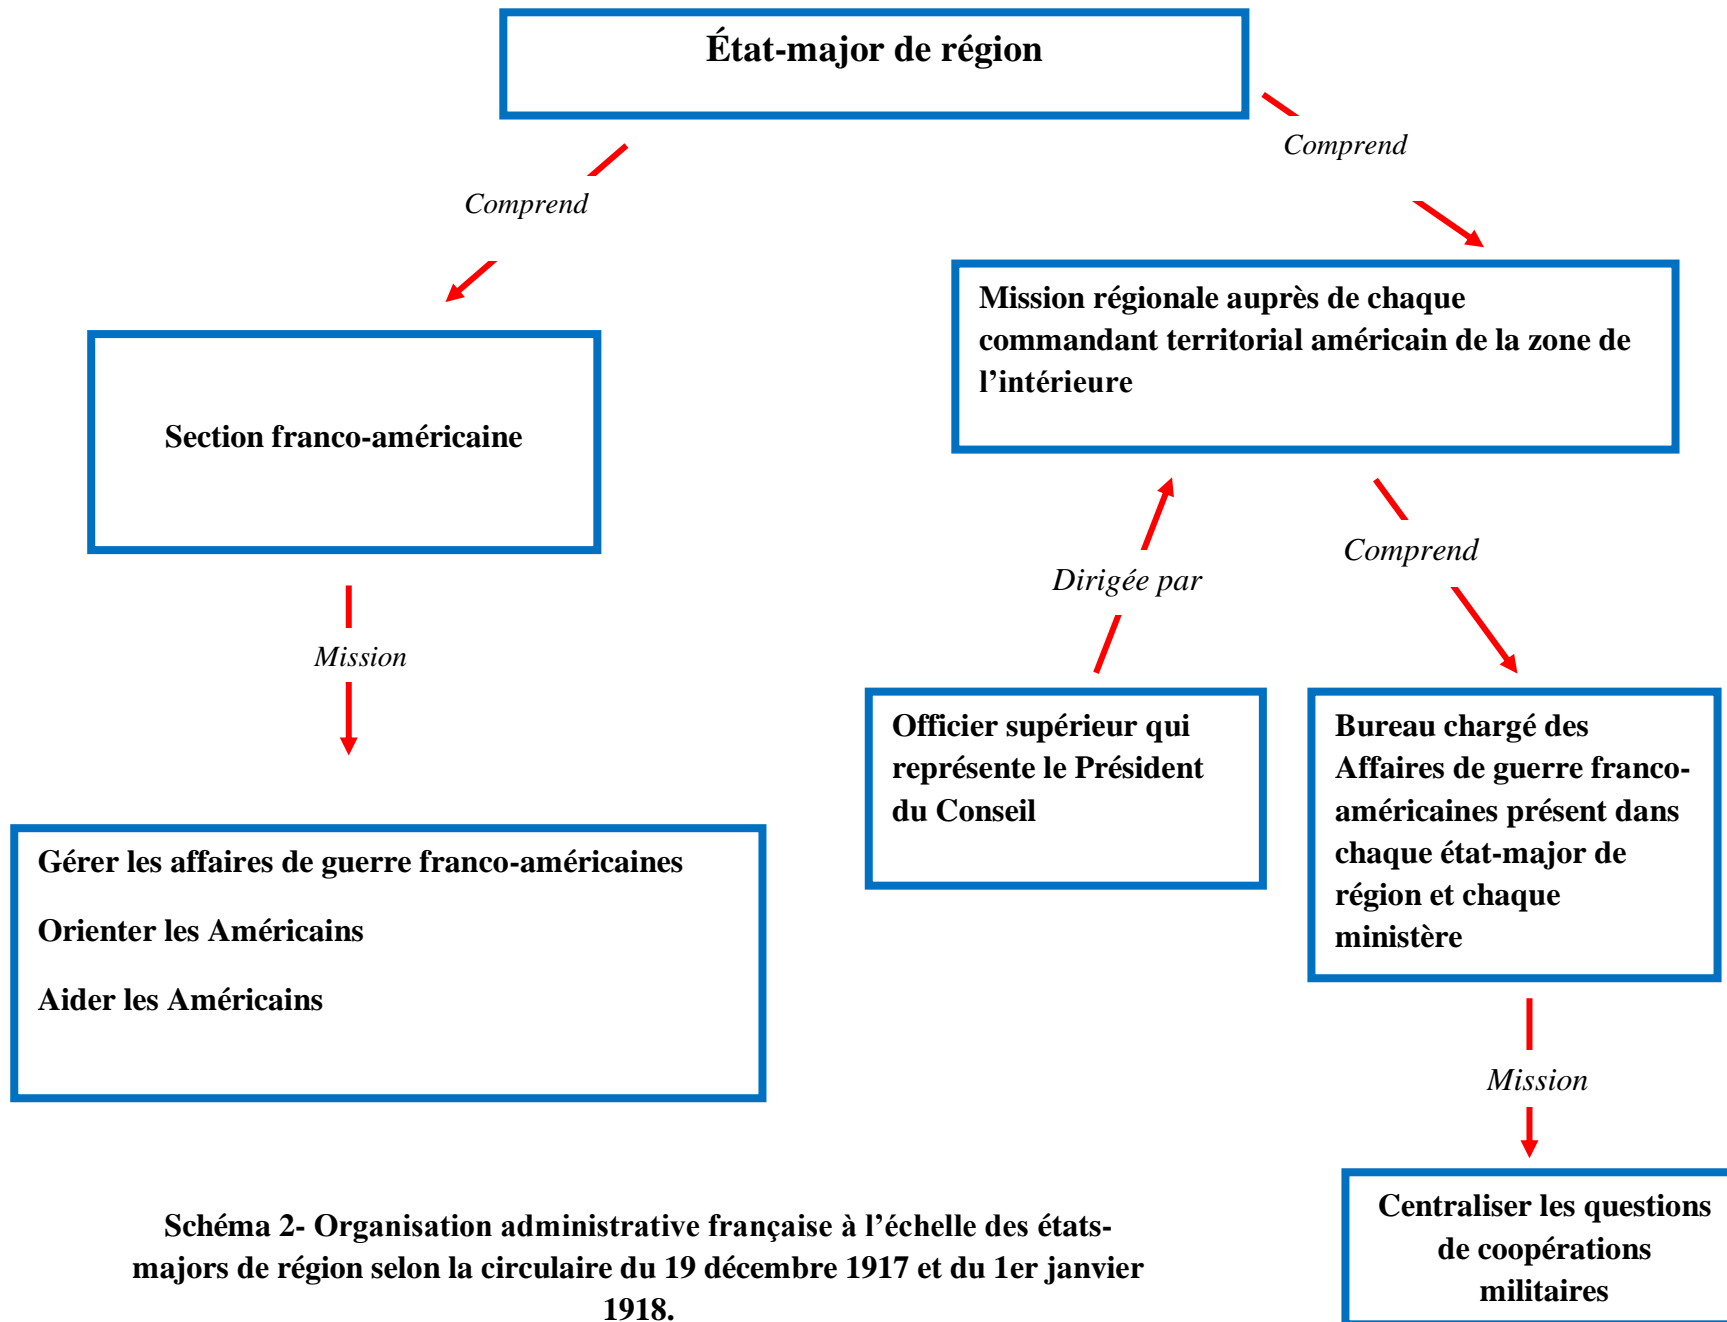 État-major de région
Comprend
Comprend
Mission régionale auprès de chaque
commandant territorial américain de la zone de
l’intérieure
Section franco-américaine
Mission
Dirigée par
Comprend
Officier supérieur qui
représente le Président
du Conseil
Bureau chargé des
Affaires de guerre franco-
américaines présent dans
chaque état-major de
région et chaque
ministère
Gérer les affaires de guerre franco-américaines
Orienter les Américains
Aider les Américains
Mission
Centraliser les questions
de coopérations
militaires
Schéma 2- Organisation administrative française à l’échelle des états-
majors de région selon la circulaire du 19 décembre 1917 et du 1er janvier
1918.